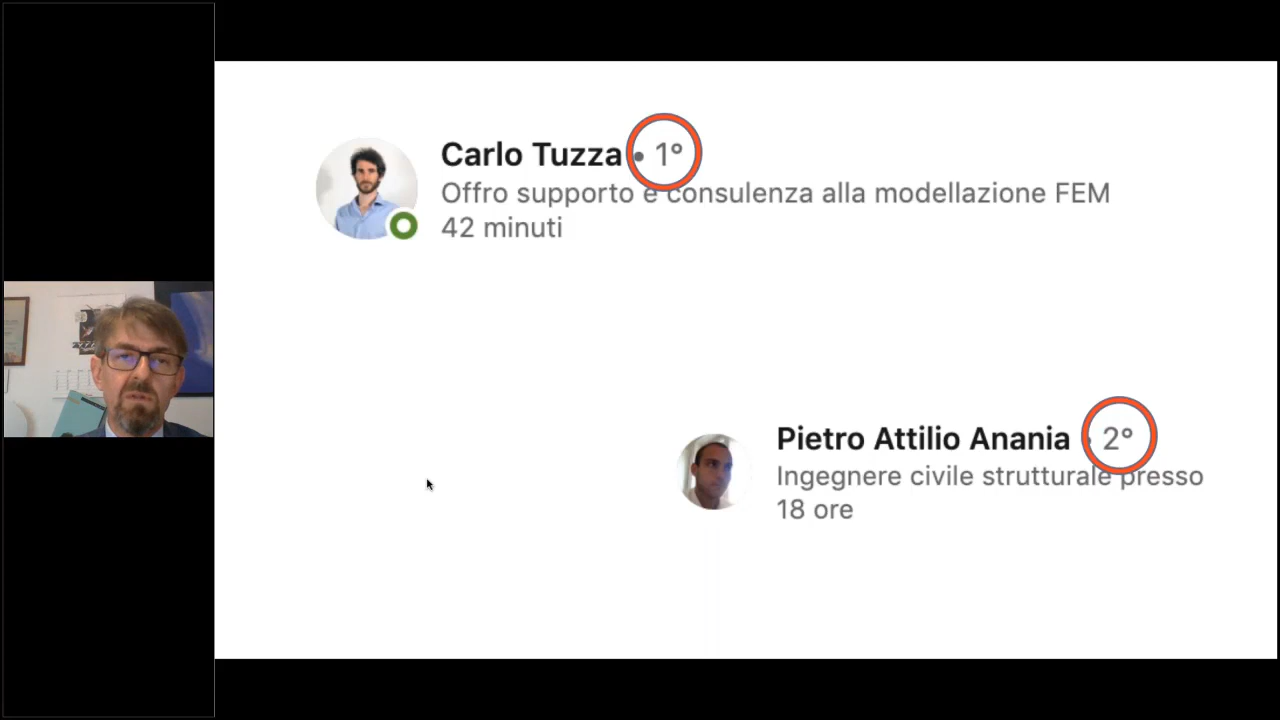 Carlo Tuzza • 1°
Offro supporto e consulenza alla modellazione FEM
42 minuti
Pietro Attilio Anania • 2°
Ingegnere civile strutturale presso
18 ore